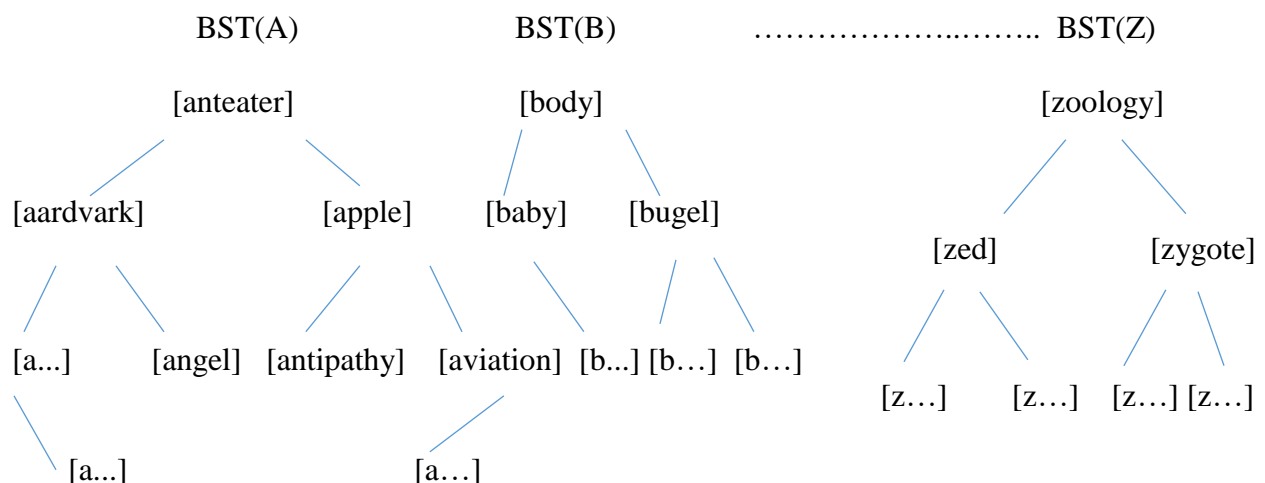 BST(A) BST(B) …………………..…….. BST(Z)
[anteater] [body] [zoology]
[aardvark] [apple] [baby] [bugel]
[zed] [zygote]
[a...] [angel] [antipathy] [aviation] [b...] [b…] [b…]
[z…] [z…] [z…] [z…]
[a...] [a…]